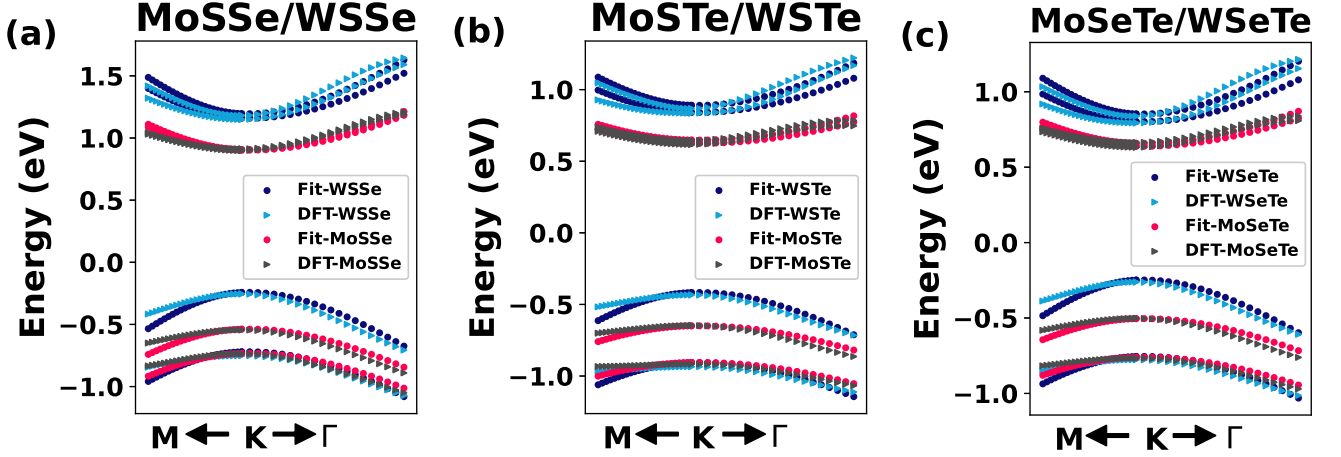 (a)
MoSSe/WSSe
Energy (eV)
1.5
1.0
0.5
0.0
−0.5
−1.0
Fit-WSSe
DFT-WSSe
Fit-MoSSe
DFT-MoSSe
M K Γ
(b)
MoSTe/WSTe
Energy (eV)
1.0
0.5
0.0
−0.5
−1.0
Fit-WSTe
DFT-WSTe
Fit-MoSTe
DFT-MoSTe
M K Γ
(c)
MoSeTe/WSeTe
Energy (eV)
1.0
0.5
0.0
−0.5
−1.0
Fit-WSeTe
DFT-WSeTe
Fit-MoSeTe
DFT-MoSeTe
M K Γ